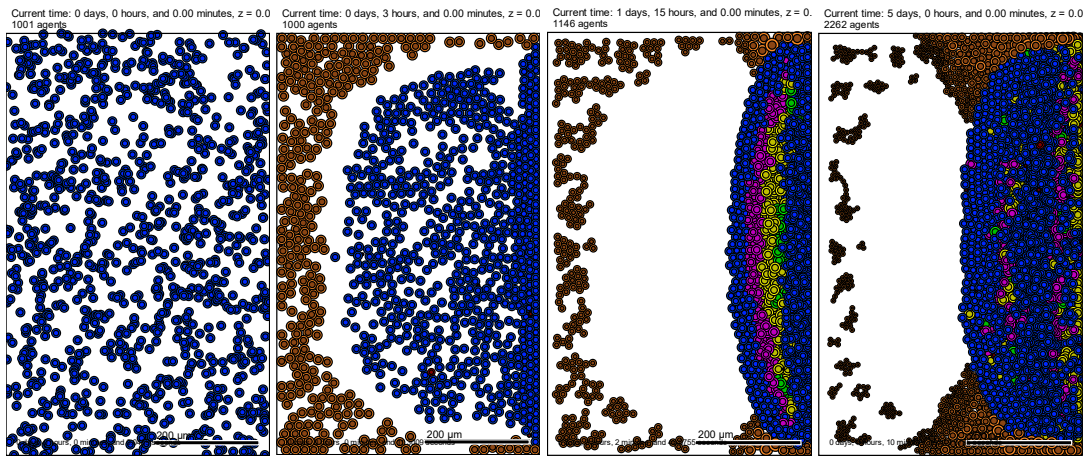 Current time: 0 days, 0 hours, and 0.00 minutes, z = 0.0
1001 agents
Current time: 0 days, 3 hours, and 0.00 minutes, z = 0.0
1000 agents
Current time: 1 days, 15 hours, and 0.00 minutes, z = 0.
1146 agents
Current time: 5 days, 0 hours, and 0.00 minutes, z = 0.0
2262 agents
200 μm
200 μm
200 μm